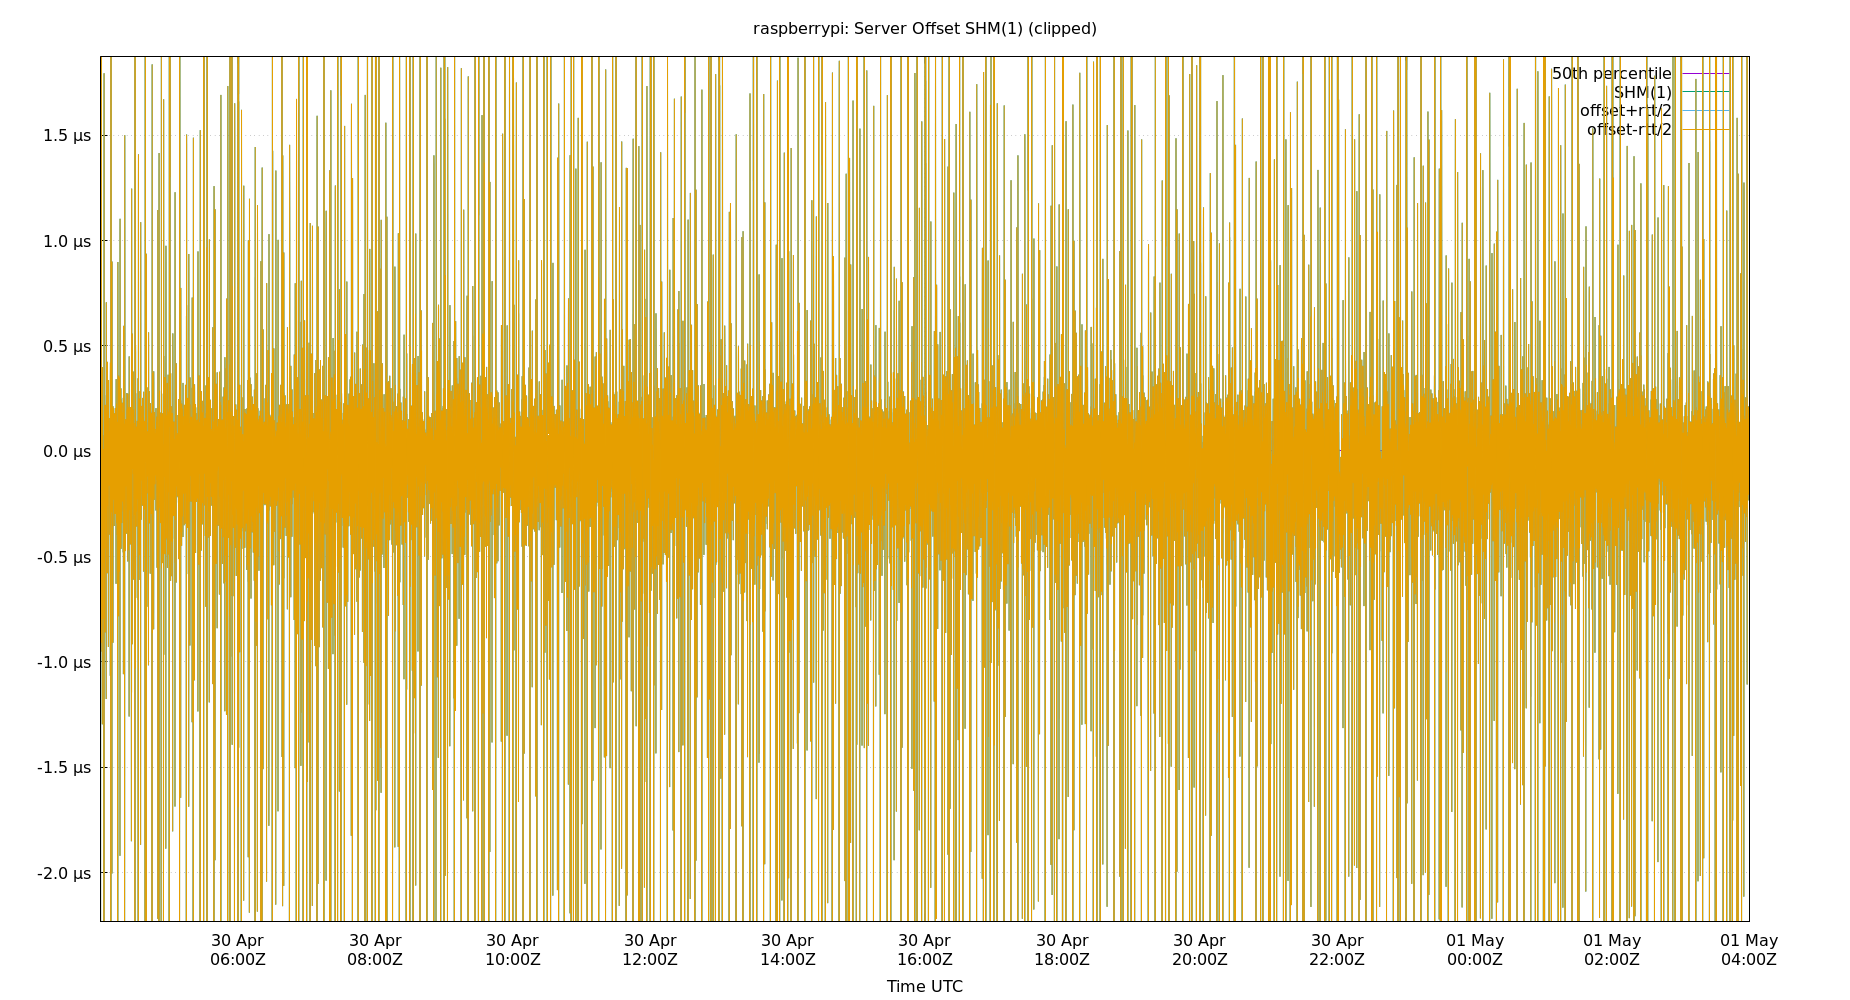 raspberrypi: Server Offset SHM(1) (clipped)
50th percentile
SHM(1)
offset+rtt/2
offset-rtt/2
1.5 µs
1.0 µs
0.5 µs
0.0 µs
-0.5 µs
-1.0 µs
-1.5 µs
-2.0 µs
30 Apr 30 Apr 30 Apr 30 Apr 30 Apr 30 Apr 30 Apr 30 Apr 30 Apr 01 May 01 May 01 May
06:00Z 08:00Z 10:00Z 12:00Z 14:00Z 16:00Z 18:00Z 20:00Z 22:00Z 00:00Z 02:00Z 04:00Z
Time UTC